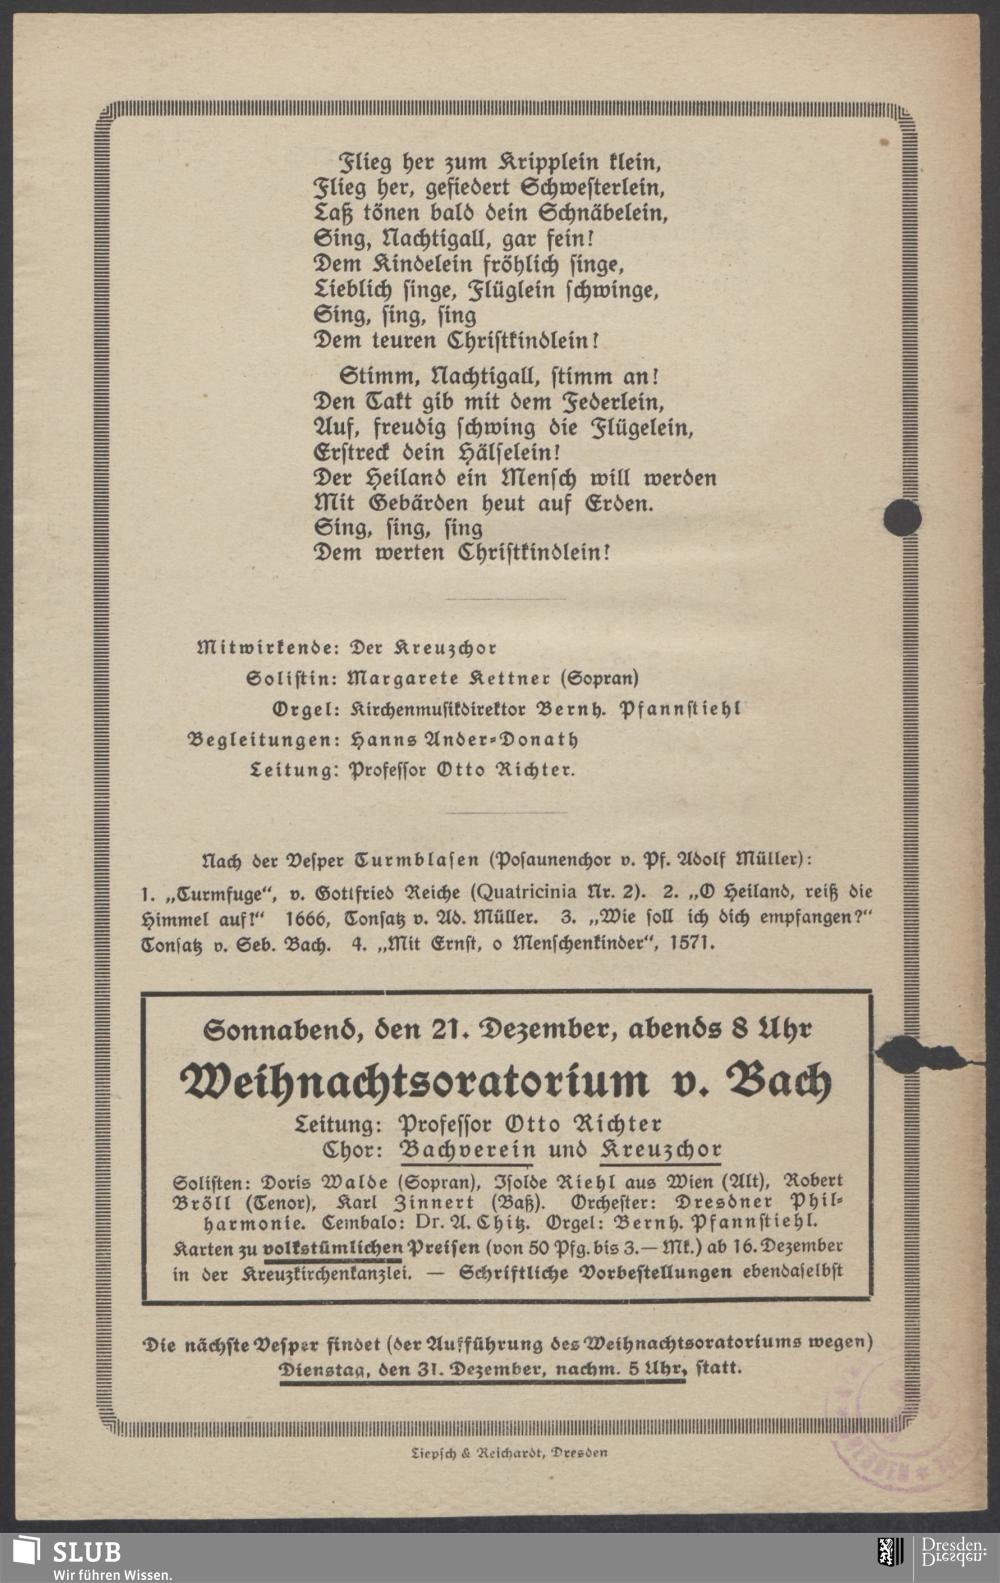 Flieg her zum Kripplein klein,
Flieg her, gefiedert Schwesterlein,
Laß tönen bald dein Schnäbelein,
Sing, Nachtigall, gar fein!
Dem Kindelein fröhlich singe,
Lieblich singe, Flüglein schwinge,
Sing, sing, sing
Dem teuren Christkindlein!
Stimm, Nachtigall, stimm an!
Den Takt gib mit dem Federlein,
Auf, freudig schwing die Flügelein,
Erstreck dein Hälselein!
Der Heiland ein Mensch will werden
Mit Gebärden heut auf Erden.
Sing, sing, sing
Dem werten Christkindlein!
Mitwirkende: Der Kreuzchor
Solistin: Margarete Kettner (Sopran)
Orgel: Kirchenmusikdirektor Bernh. Pfannstiehl
Begleitungen: Hanns Ander-Donath
Leitung: Professor Otto Richter.
Nach der Vesper Turmblasen (Posaunenchor v. Pf. Adolf Müller):
1. „Turmfuge“, v. Gottfried Reiche (Quatricinia Nr. 2). 2. „O Heiland, reiß die
Himmel auf!“ 1666, Tonsatz v. Ad. Müller. 3. „Wie soll ich dich empfangen?“
Tonsatz v. Seb. Bach. 4. „Mit Ernst, o Menschenkinder“, 1571.
Sonnabend, den 21. Dezember, abends 8 Uhr
Weihnachtsoratorium v. Bach
Leitung: Professor Otto Richter
Chor: Bachverein und Kreuzchor
Solisten: Doris Walde (Sopran), Isolde Riehl aus Wien (Alt), Robert
Bröll (Tenor), Karl Zinnert (Baß). Orchester: Dresdner Phil-
harmonie. Cembalo: Dr. A. Chitz. Orgel: Bernh. Pfannstiehl.
Karten zu volkstümlichen Preisen (von 50 Pfg. bis 3.— Mk.) ab 16. Dezember
in der Kreuzkirchenkanzlei. — Schriftliche Vorbestellungen ebendaselbst
Die nächste Vesper findet (der Aufführung des Weihnachtsoratoriums wegen)
Dienstag, den 31. Dezember, nachm. 5 Uhr, statt.
Liepsch & Reichardt, Dresden
SLUB
Wir führen Wissen.
Dresden.
Dresden.